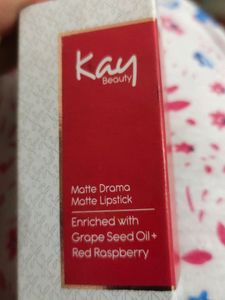 Kay
Beauty
Matte Drama
Matte Lipstick
Enriched with
Grape Seed Oil +
Red Raspberry